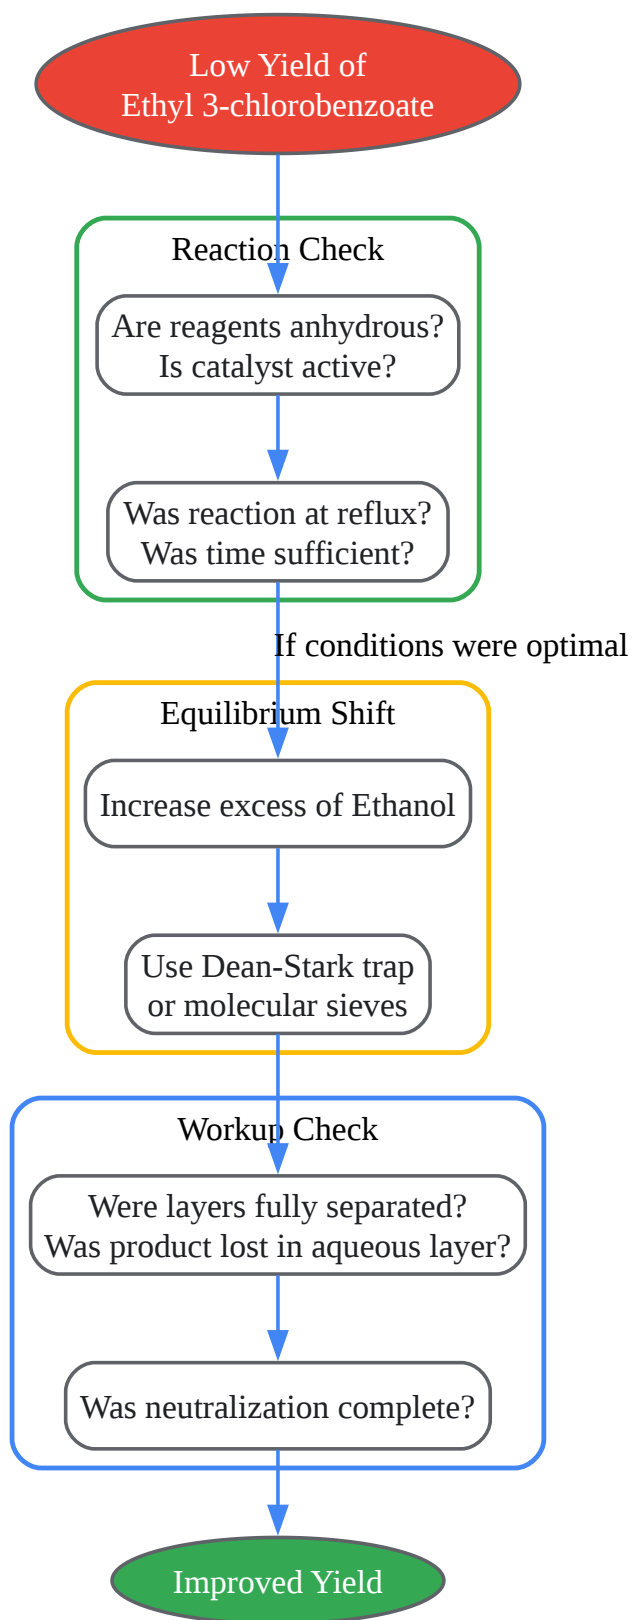 Low Yield of
Ethyl 3-chlorobenzoate
Reaction Check
Are reagents anhydrous?
Is catalyst active?
Was reaction at reflux?
Was time sufficient?
If conditions were optimal
Equilibrium Shift
Increase excess of Ethanol
Use Dean-Stark trap
or molecular sieves
Workup Check
Were layers fully separated?
Was product lost in aqueous layer?
Was neutralization complete?
Improved Yield